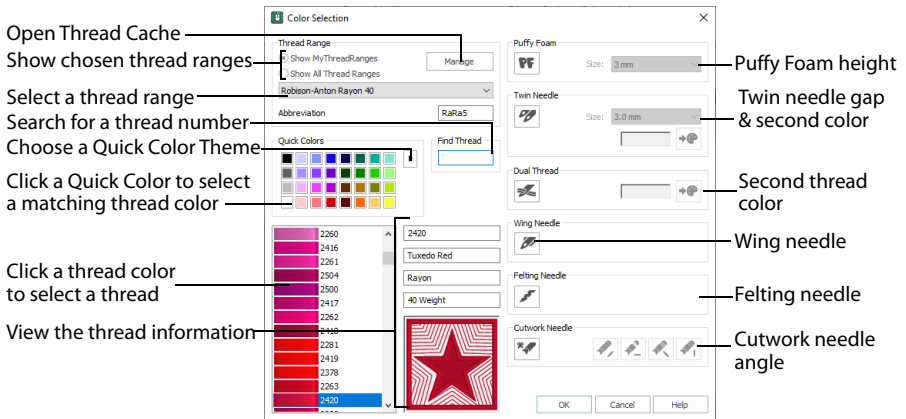 Color Selection
Open Thread Cache
Show chosen thread ranges
Select a thread range
Search for a thread number
Choose a Quick Color Theme
Click a Quick Color to select
a matching thread color
Click a thread color
to select a thread
View the thread information
Thread Range
Show MyThreadRanges
Show All Thread Ranges
Manage
Robison-Anton Rayon 40
Abbreviation
RaRa5
Quick Colors
Find Thread
2260
2416
2261
2504
2500
2417
2262
2418
2281
2419
2378
2263
2420
2420
Tuxedo Red
Rayon
40 Weight
Puffy Foam
PF
Size:
3 mm
Twin Needle
Size:
3.0 mm
Dual Thread
Wing Needle
Felting Needle
Cutwork Needle
OK
Cancel
Help
Puffy Foam height
Twin needle gap
& second color
Second thread
color
Wing needle
Felting needle
Cutwork needle
angle